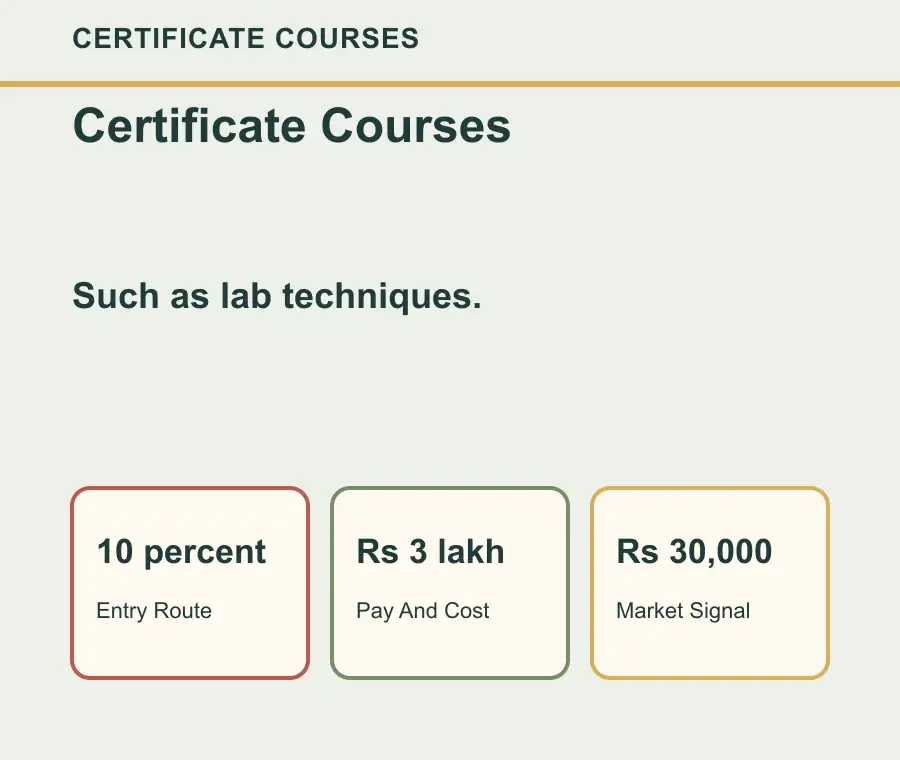 CERTIFICATE COURSES
Certificate Courses
Such as lab techniques.
10 percent
Entry Route
Rs 3 lakh
Pay And Cost
Rs 30,000
Market Signal